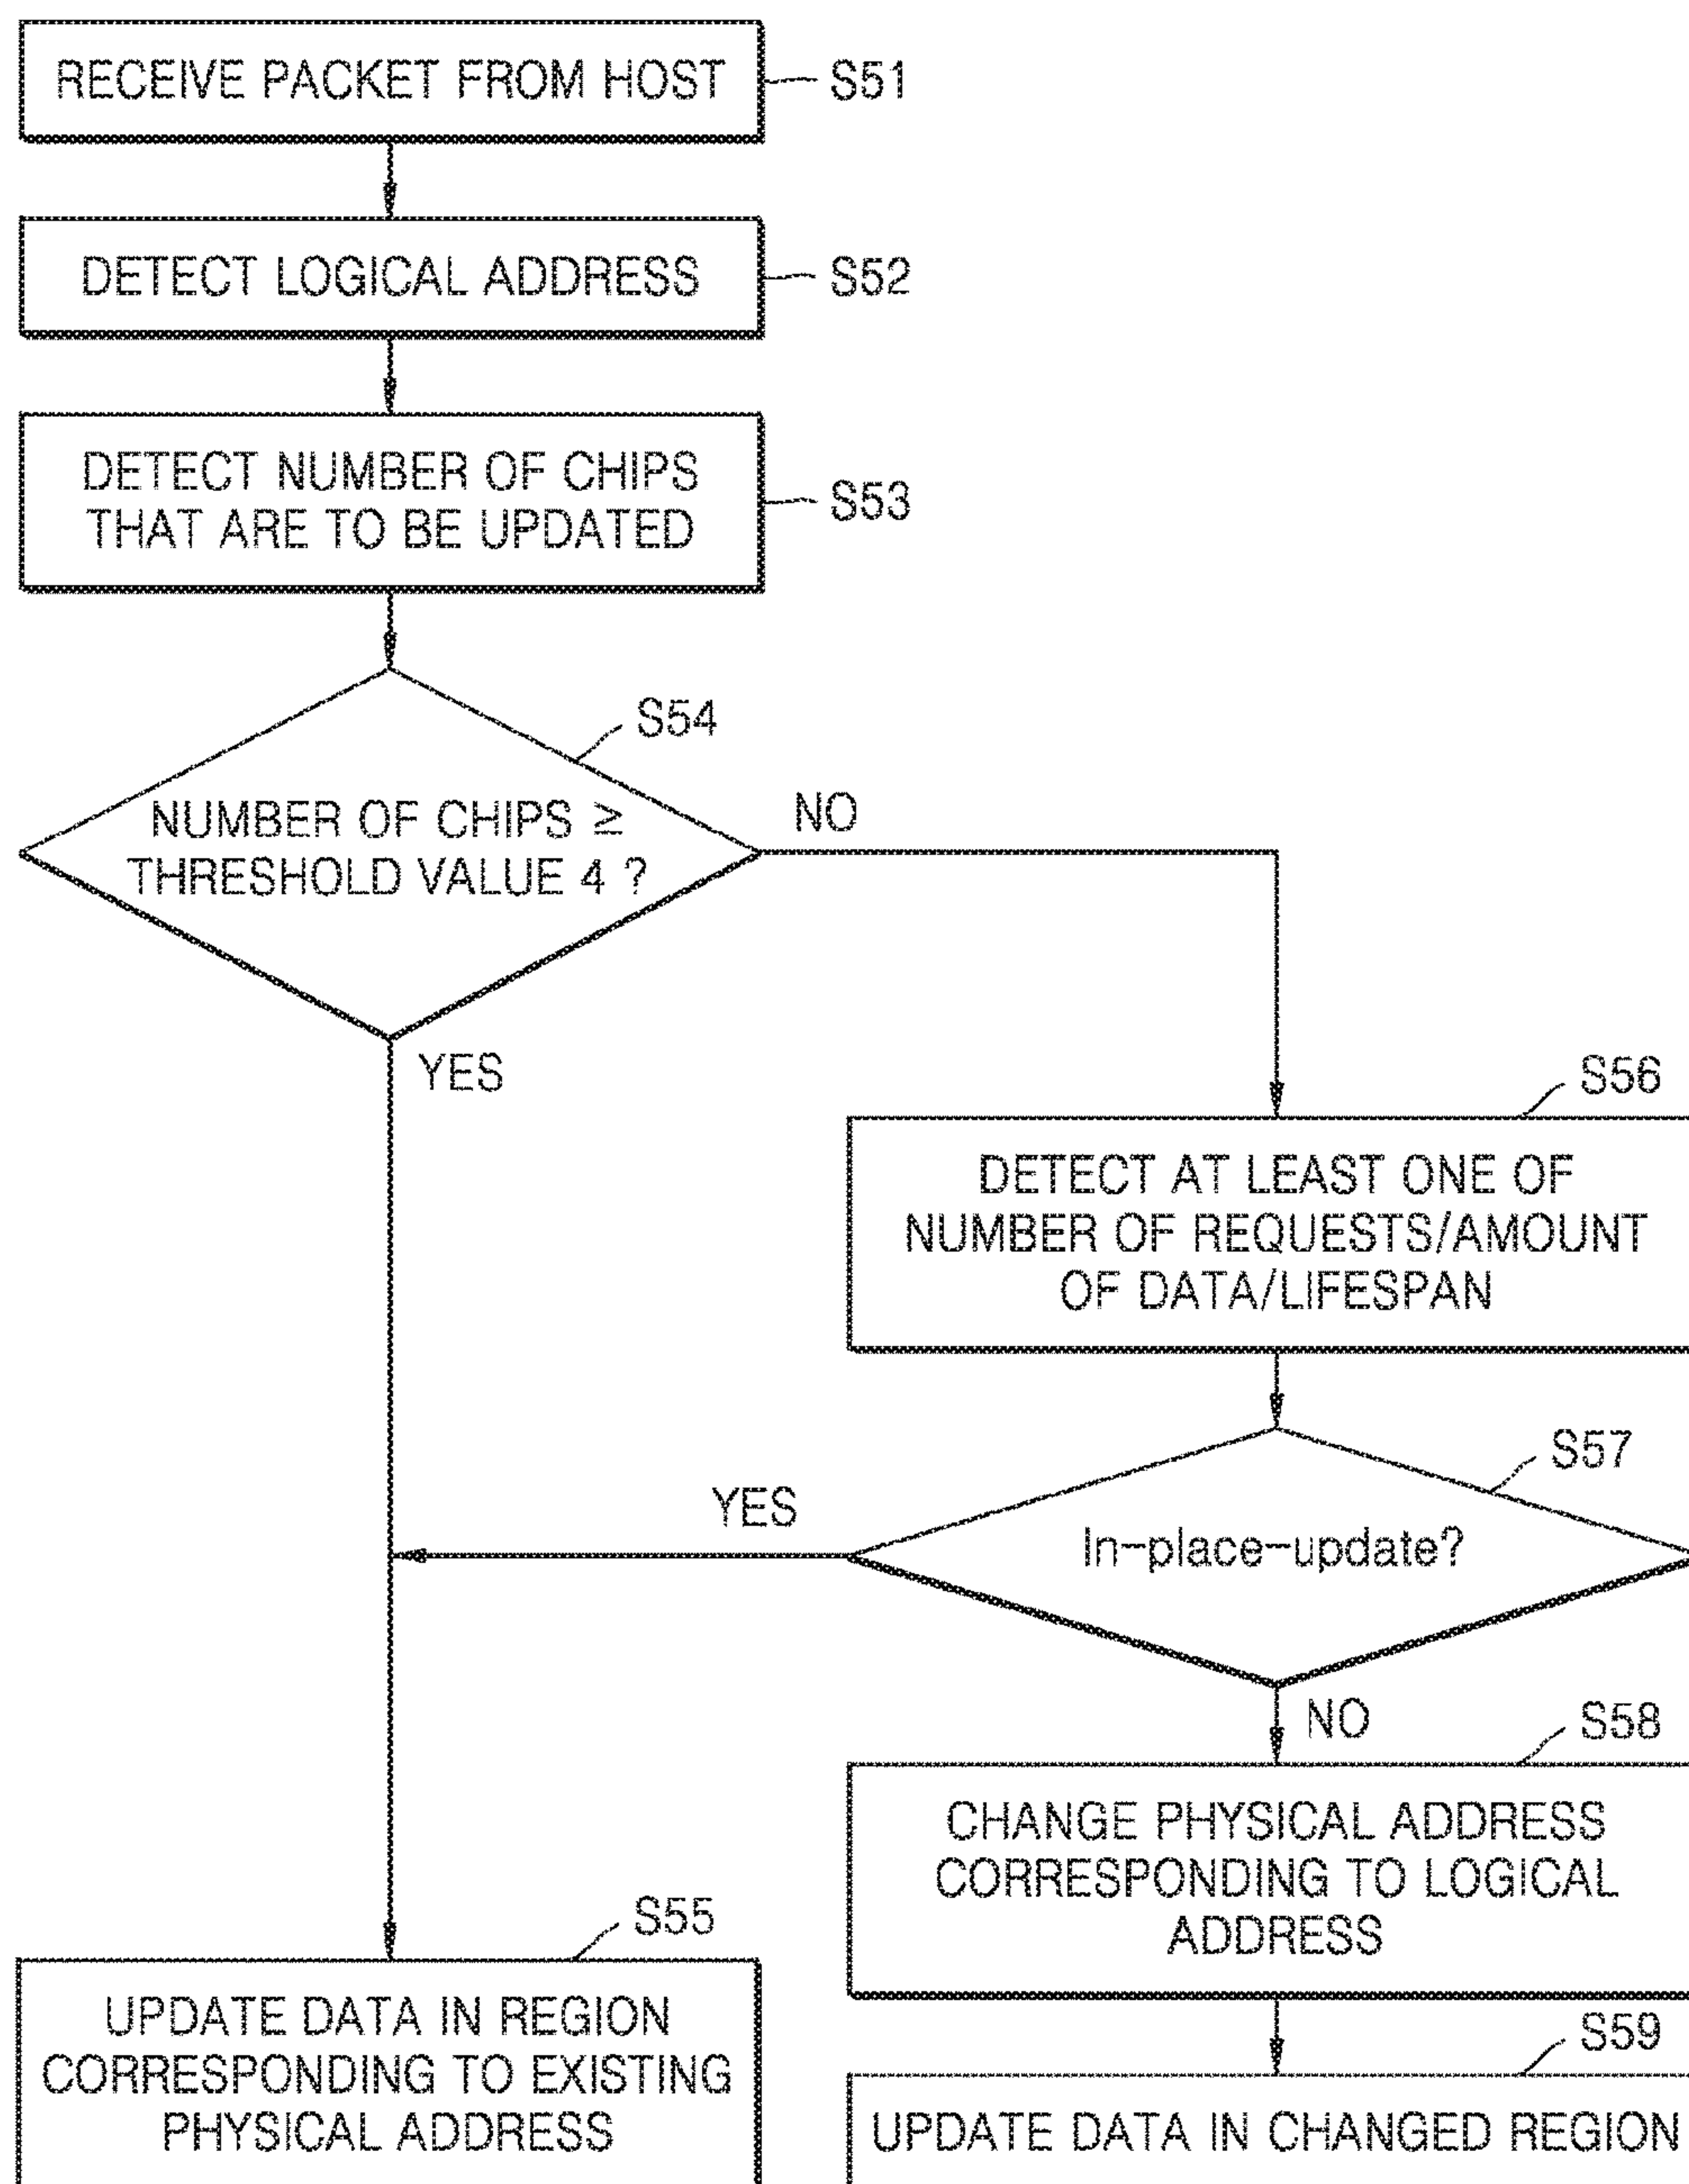 RECEIVE PACKET FROM HOST
S51
DETECT LOGICAL ADDRESS
S52
DETECT NUMBER OF CHIPS
THAT ARE TO BE UPDATED
S53
S54
NUMBER OF CHIPS ≥
THRESHOLD VALUE 4 ?
NO
YES
S56
DETECT AT LEAST ONE OF
NUMBER OF REQUESTS/AMOUNT
OF DATA/LIFESPAN
S57
In-place-update?
YES
NO
S58
CHANGE PHYSICAL ADDRESS
CORRESPONDING TO LOGICAL
ADDRESS
S55
UPDATE DATA IN REGION
CORRESPONDING TO EXISTING
PHYSICAL ADDRESS
S59
UPDATE DATA IN CHANGED REGION